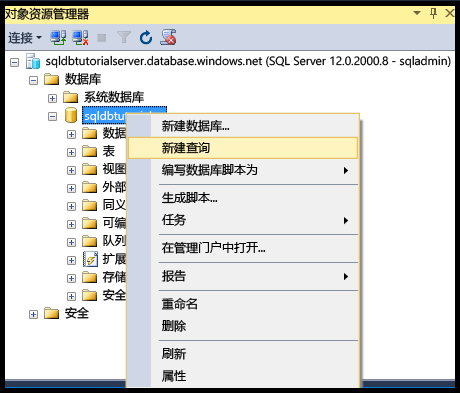 对象资源管理器
连接
sqldbtutorialserver.database.windows.net (SQL Server 12.0.2000.8 - sqladmin)
数据库
系统数据库
新建数据库...
数据
新建查询
表
编写数据库脚本为
视图
外部
生成脚本...
同义
任务
可编
队列
在管理门户中打开...
扩展
存储
报告
安全
重命名
安全
删除
刷新
属性